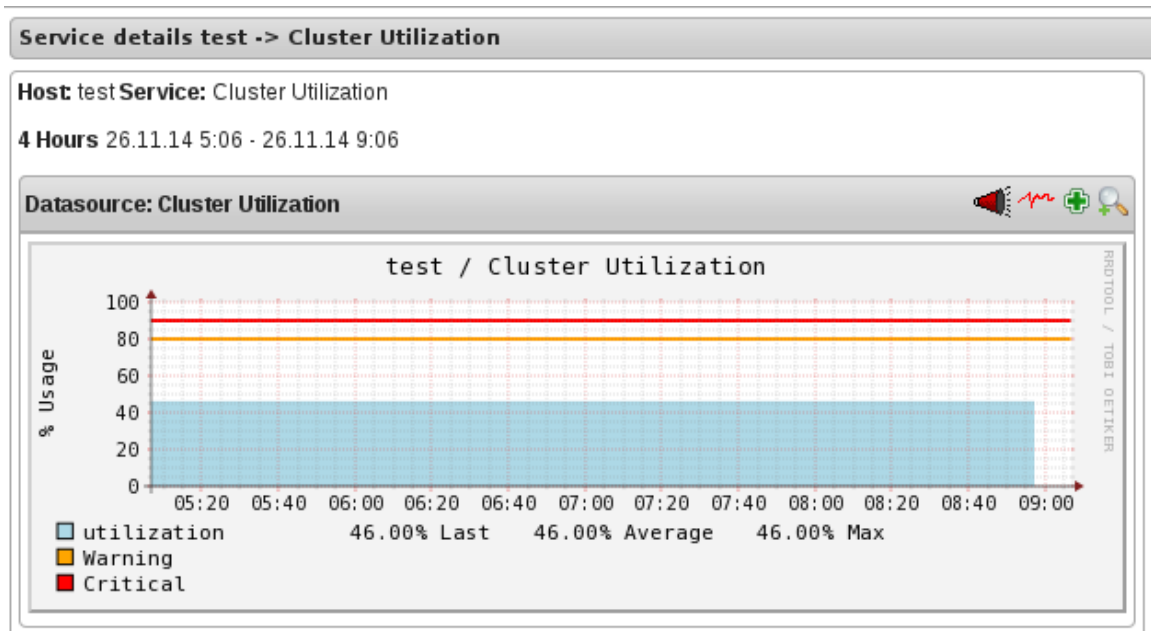 Service details test -> Cluster Utilization
Host: test Service: Cluster Utilization
4 Hours 26.11.14 5:06 - 26.11.14 9:06
Datasource: Cluster Utilization
test / Cluster Utilization
RRDTOOL / TOBI OETIKER
% Usage
100
80
60
40
20
0
05:20 05:40 06:00 06:20 06:40 07:00 07:20 07:40 08:00 08:20 08:40 09:00
utilization 46.00% Last 46.00% Average 46.00% Max
Warning
Critical